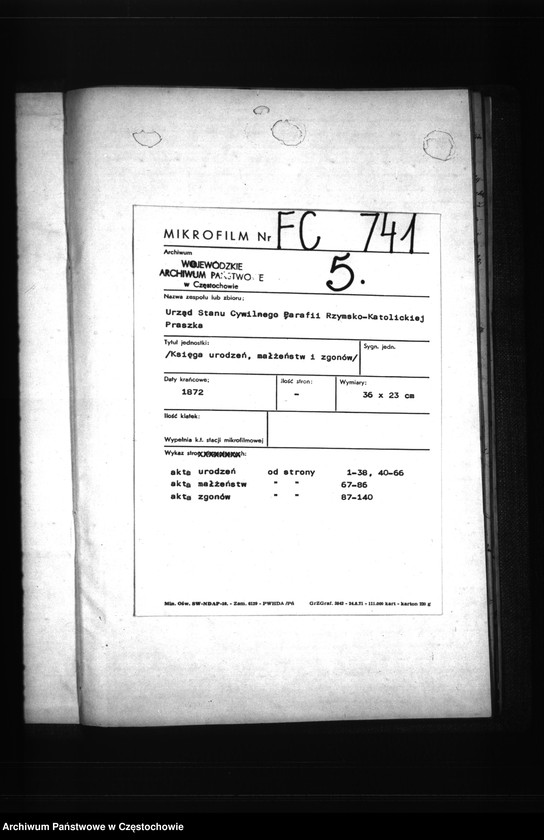 MIKROFILM Nr FC 741
Archiwum
WOJEWÓDZKIE
ARCHIWUM PAŃSTWOWE
w Częstochowie
5.
Nazwa zespołu lub zbioru:
Urząd Stanu Cywilnego Parafii Rzymsko-Katolickiej
Praszka
Tytuł jednostki:
Sygn. jedn.
/Księga urodzeń, małżeństw i zgonów/
Daty krańcowe; Ilość stron: Wymiary:
1872 - 36 x 23 cm
Ilość klatek:
Wypełnia k.ł. stacji mikrofilmowej
Wykaz stron
akta urodzeń od strony 1-38, 40-66
akta małżeństw " " 67-86
akta zgonów " " 87-140
Archiwum Państwowe w Częstochowie